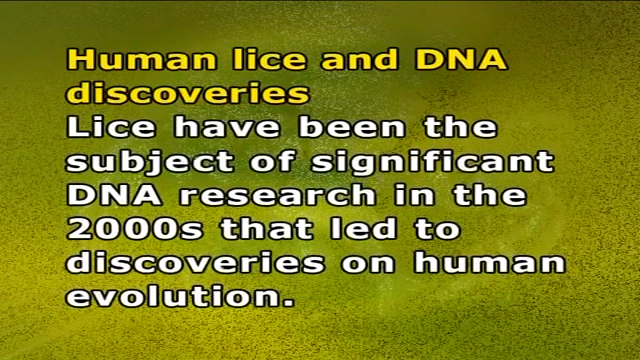 Human lice and DNA
discoveries
Lice have been the
subject of significant
DNA research in the
2000s that led to
discoveries on human
evolution.